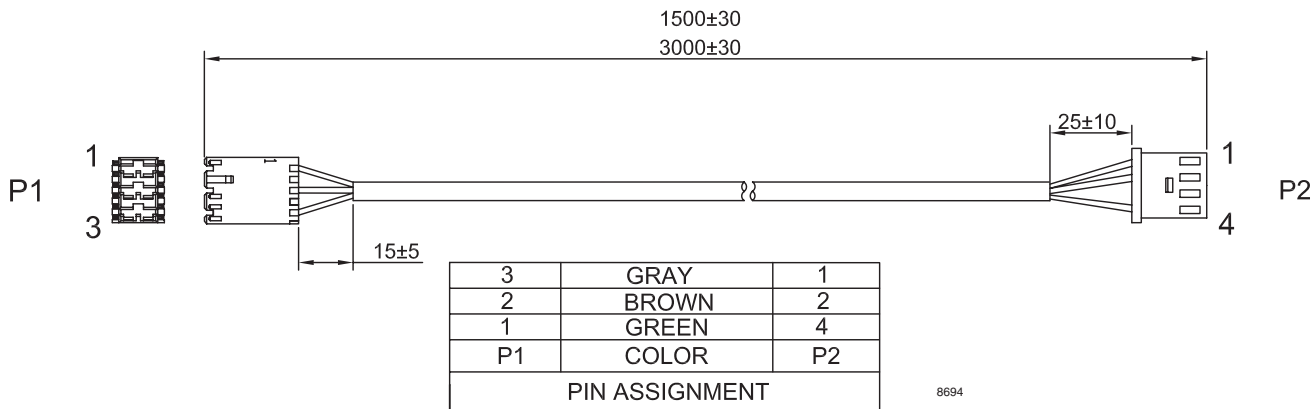 1500±30
3000±30
25±10
1
1
1
P1
P2
3
4
15±5
3 GRAY 1
2 BROWN 2
1 GREEN 4
P1 COLOR P2
PIN ASSIGNMENT
8694